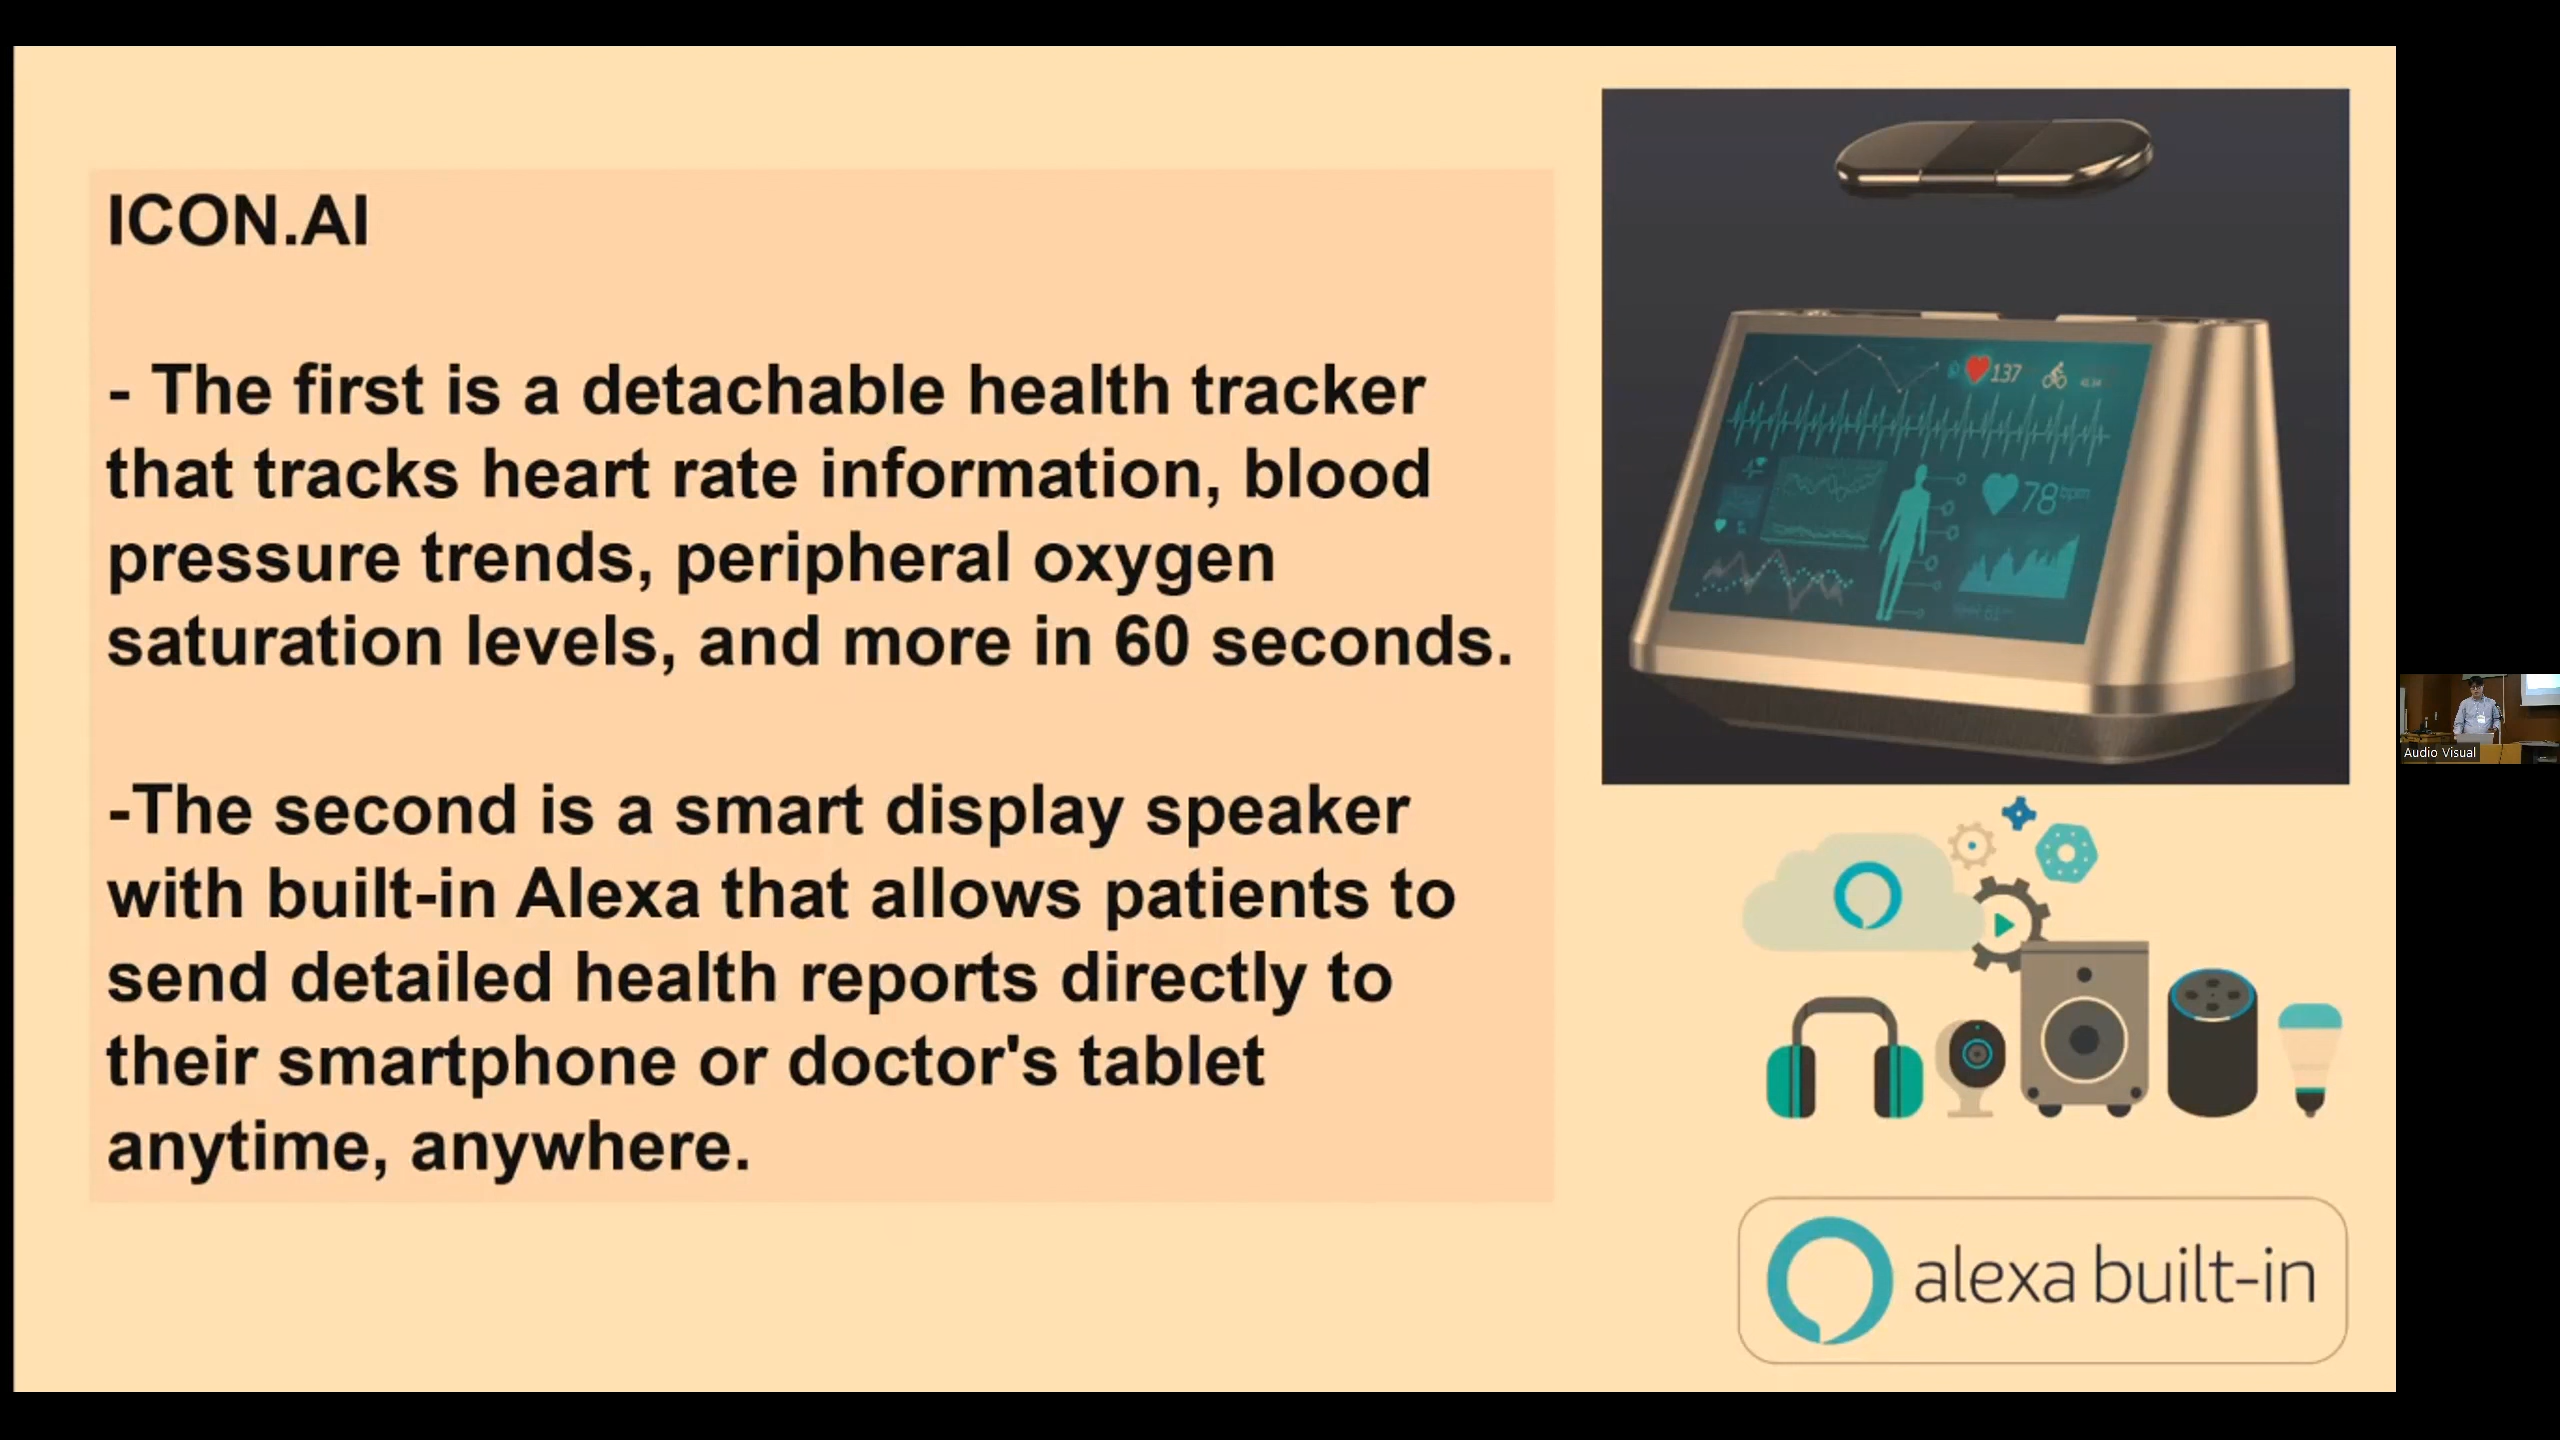 ICON.AI
- The first is a detachable health tracker
that tracks heart rate information, blood
pressure trends, peripheral oxygen
saturation levels, and more in 60 seconds.
-The second is a smart display speaker
with built-in Alexa that allows patients to
send detailed health reports directly to
their smartphone or doctor's tablet
anytime, anywhere.
137
78 bpm
alexa built-in
Audio Visual